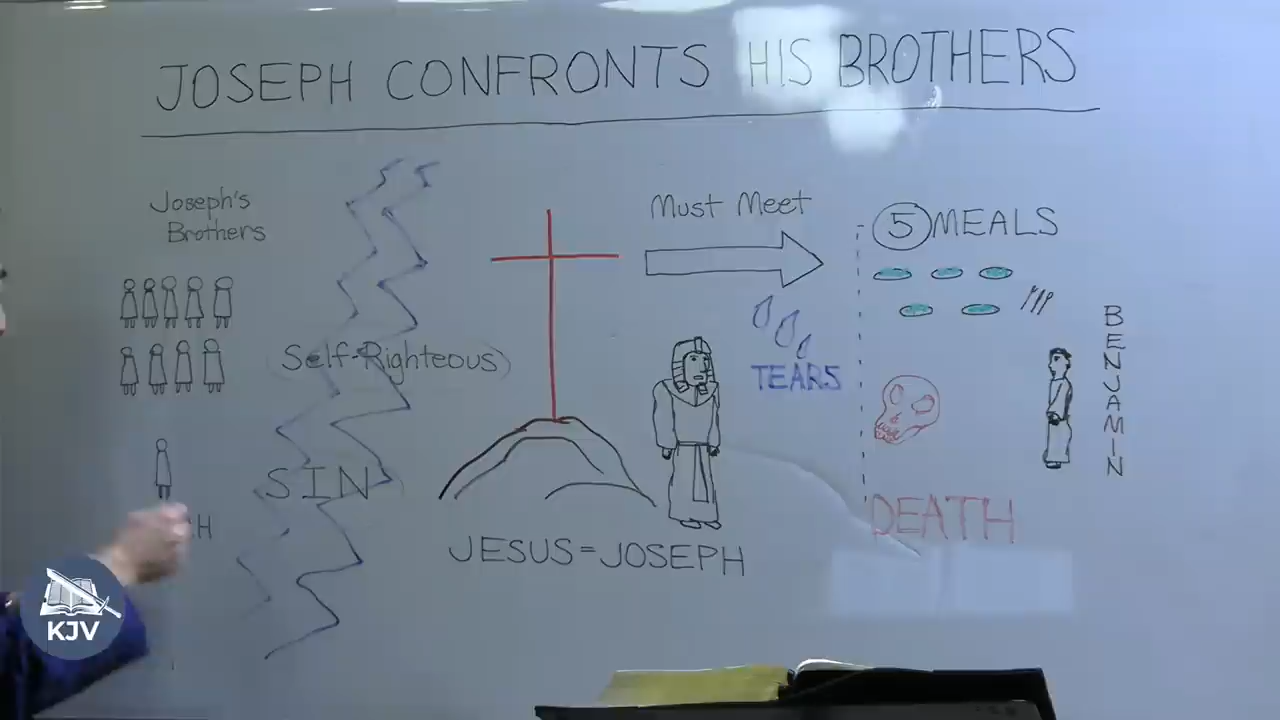 JOSEPH CONFRONTS HIS BROTHERS
Joseph's
Brothers
Self-Righteous)
SIN
Must Meet
TEARS
JESUS=JOSEPH
5 MEALS
BENJAMIN
DEATH
KJV